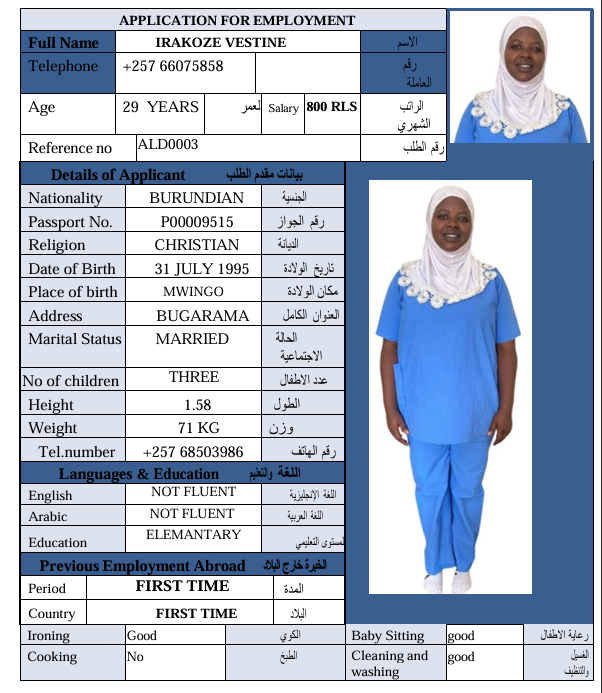 APPLICATION FOR EMPLOYMENT
Full Name IRAKOZE VESTINE الاسم
Telephone +257 66075858 رقم
العاملة
Age 29 YEARS لعمر Salary 800 RLS الراتب
الشهري
Reference no ALD0003 رقم الطلب
Details of Applicant بيانات مقدم الطلب
Nationality BURUNDIAN الجنسية
Passport No. P00009515 رقم الجواز
Religion CHRISTIAN الديانة
Date of Birth 31 JULY 1995 تاريخ الولادة
Place of birth MWINGO مكان الولادة
Address BUGARAMA العنوان الكامل
Marital Status MARRIED الحالة
الاجتماعية
No of children THREE عدد الاطفال
Height 1.58 الطول
Weight 71 KG وزن
Tel.number +257 68503986 رقم الهاتف
Languages & Education اللغة والتعليم
English NOT FLUENT اللغة الإنجليزية
Arabic NOT FLUENT اللغة العربية
Education ELEMANTARY لمستوى التعليمي
Previous Employment Abroad الخبرة خارج البلاد
Period FIRST TIME المدة
Country FIRST TIME البلاد
Ironing Good الكوي Baby Sitting good رعاية الاطفال
Cooking No الطبخ Cleaning and good الغسيل
washing والتنظيف